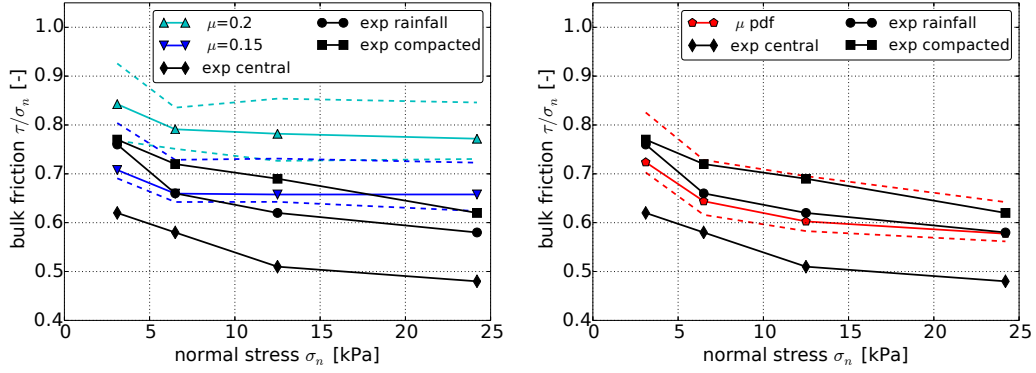 μ=0.2
μ=0.15
exp central
exp rainfall
exp compacted
1.0
0.9
0.8
0.7
0.6
0.5
0.4
bulk friction τ/σn [-]
0 5 10 15 20 25
normal stress σn [kPa]
μ pdf
exp central
exp rainfall
exp compacted
1.0
0.9
0.8
0.7
0.6
0.5
0.4
bulk friction τ/σn [-]
0 5 10 15 20 25
normal stress σn [kPa]